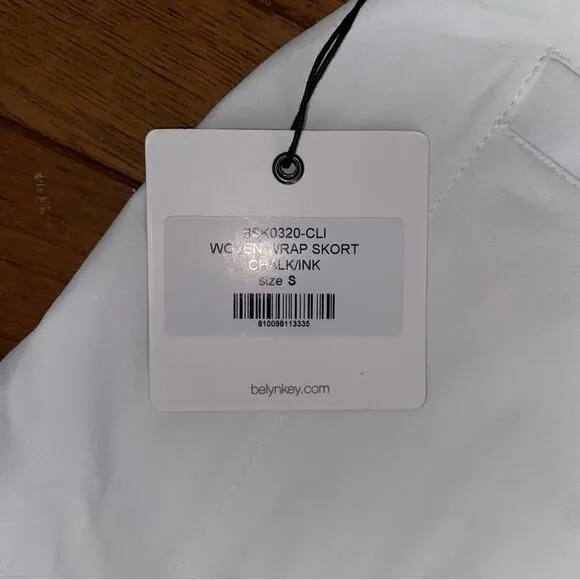 BSK0320-CLI
WOVEN WRAP SKORT
CHALK/INK
size S
810098113335
belynkey.com